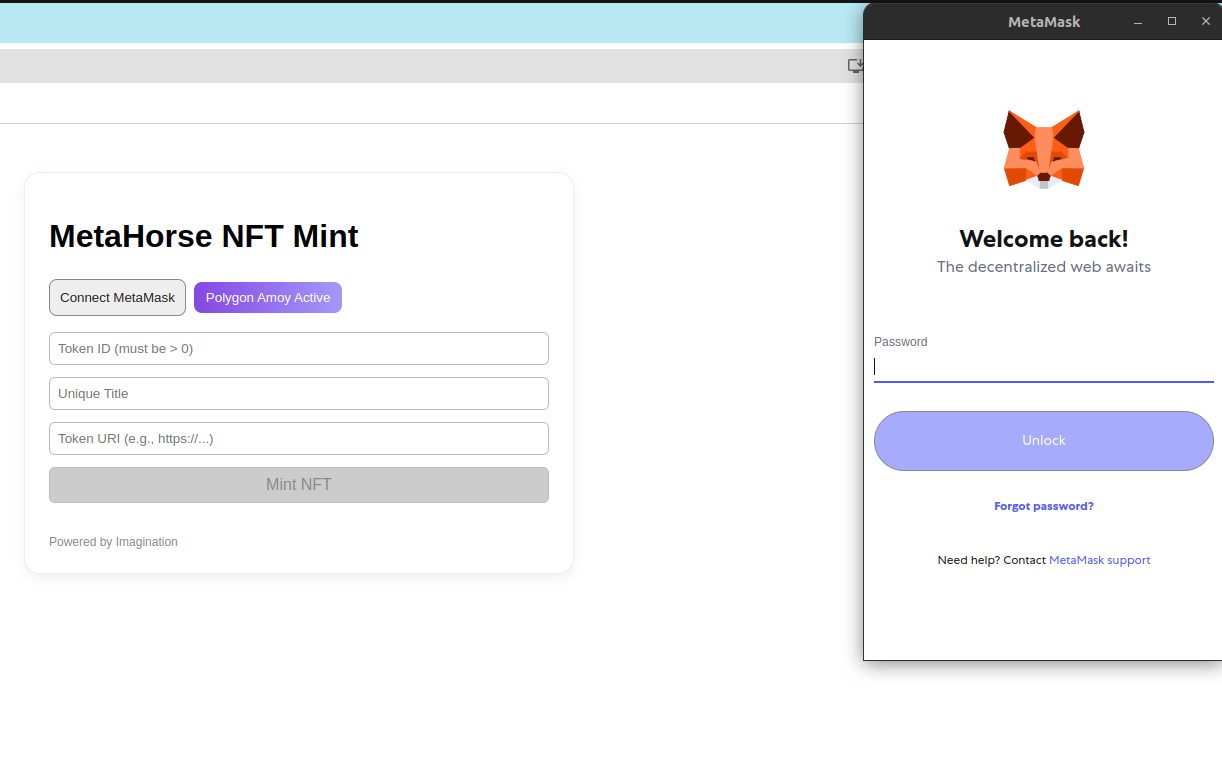 MetaMask
MetaHorse NFT Mint
Connect MetaMask
Polygon Amoy Active
Token ID (must be > 0)
Unique Title
Token URI (e.g., https://...)
Mint NFT
Powered by Imagination
Welcome back!
The decentralized web awaits
Password
Unlock
Forgot password?
Need help? Contact MetaMask support